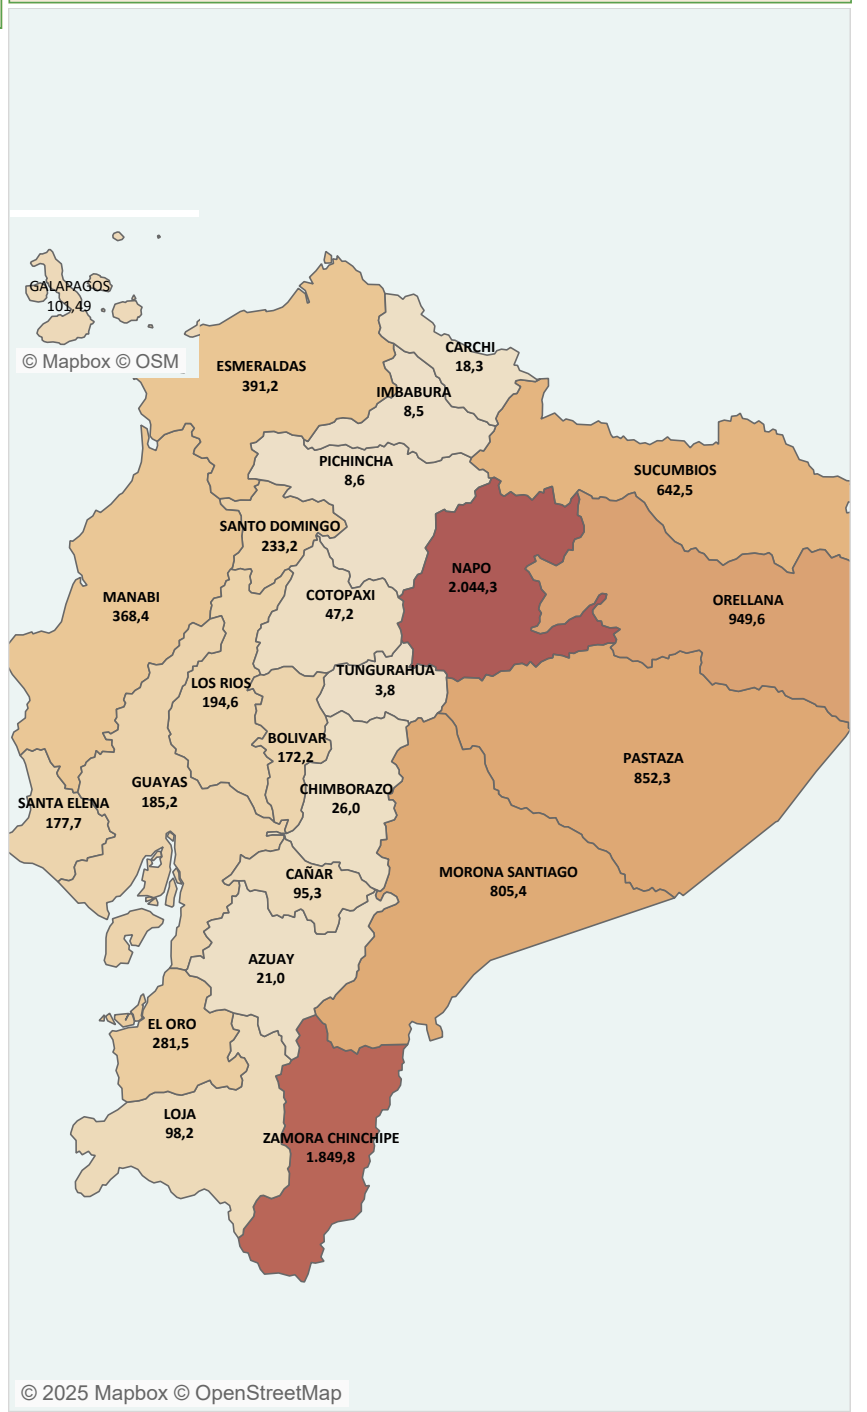 GALAPAGOS
101,49
© Mapbox © OSM
ESMERALDAS
391,2
CARCHI
18,3
IMBABURA
8,5
PICHINCHA
8,6
SUCUMBIOS
642,5
SANTO DOMINGO
233,2
NAPO
2.044,3
MANABI
368,4
COTOPAXI
47,2
ORELLANA
949,6
LOS RIOS
194,6
TUNGURAHUA
3,8
BOLIVAR
172,2
PASTAZA
852,3
GUAYAS
185,2
CHIMBORAZO
26,0
SANTA ELENA
177,7
CAÑAR
95,3
MORONA SANTIAGO
805,4
AZUAY
21,0
EL ORO
281,5
LOJA
98,2
ZAMORA CHINCHIPE
1.849,8
© 2025 Mapbox © OpenStreetMap